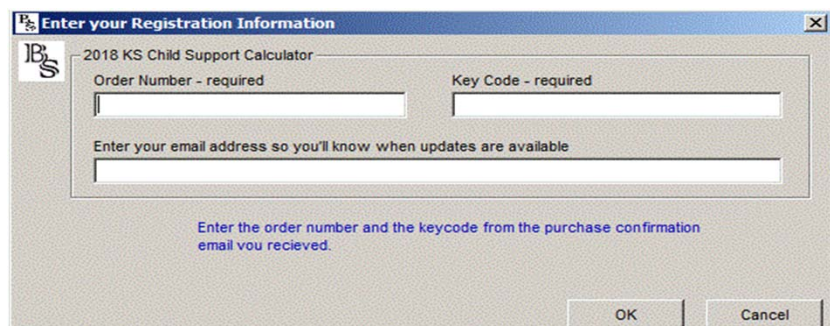 BS Enter your Registration Information
BS
2018 KS Child Support Calculator
Order Number - required
Key Code - required
Enter your email address so you'll know when updates are available
Enter the order number and the keycode from the purchase confirmation
email you recieved.
OK
Cancel